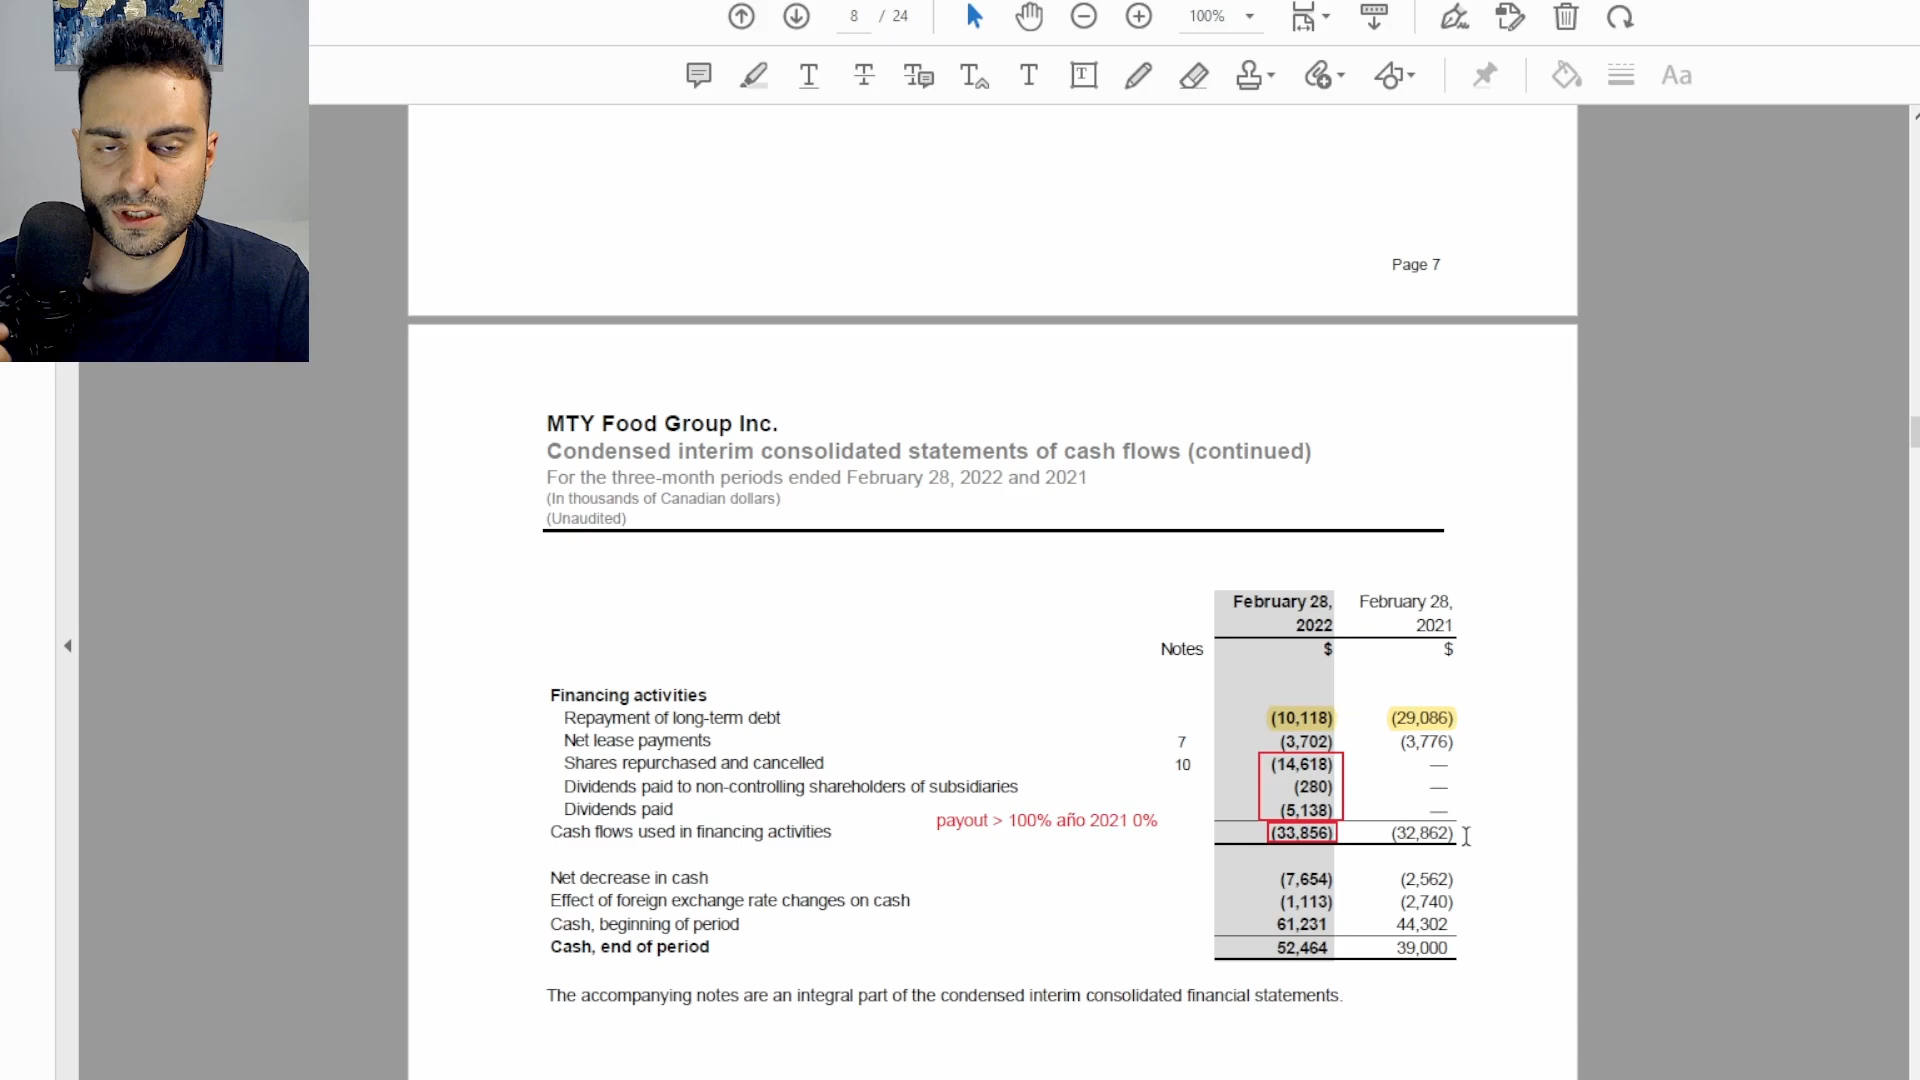 8 / 24
100%
Aa
Page 7
MTY Food Group Inc.
Condensed interim consolidated statements of cash flows (continued)
For the three-month periods ended February 28, 2022 and 2021
(In thousands of Canadian dollars)
(Unaudited)
February 28, February 28,
2022 2021
Notes $ $
Financing activities
Repayment of long-term debt (10,118) (29,086)
Net lease payments 7 (3,702) (3,776)
Shares repurchased and cancelled 10 (14,618) —
Dividends paid to non-controlling shareholders of subsidiaries (280) —
Dividends paid (5,138) —
payout > 100% año 2021 0%
Cash flows used in financing activities (33,856) (32,862)
Net decrease in cash (7,654) (2,562)
Effect of foreign exchange rate changes on cash (1,113) (2,740)
Cash, beginning of period 61,231 44,302
Cash, end of period 52,464 39,000
The accompanying notes are an integral part of the condensed interim consolidated financial statements.